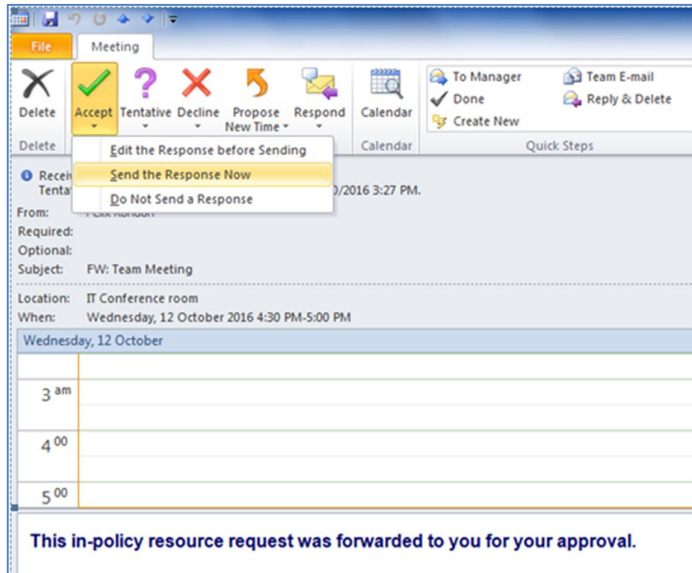 File Meeting
Delete Accept Tentative Decline Propose New Time Respond Calendar
To Manager Team E-mail
Done Reply & Delete
Create New
Delete Calendar Quick Steps
Edit the Response before Sending
Send the Response Now
Do Not Send a Response
/2016 3:27 PM.
From:
Required:
Optional:
Subject: FW: Team Meeting
Location: IT Conference room
When: Wednesday, 12 October 2016 4:30 PM-5:00 PM
Wednesday, 12 October
3 am
4 00
5 00
This in-policy resource request was forwarded to you for your approval.